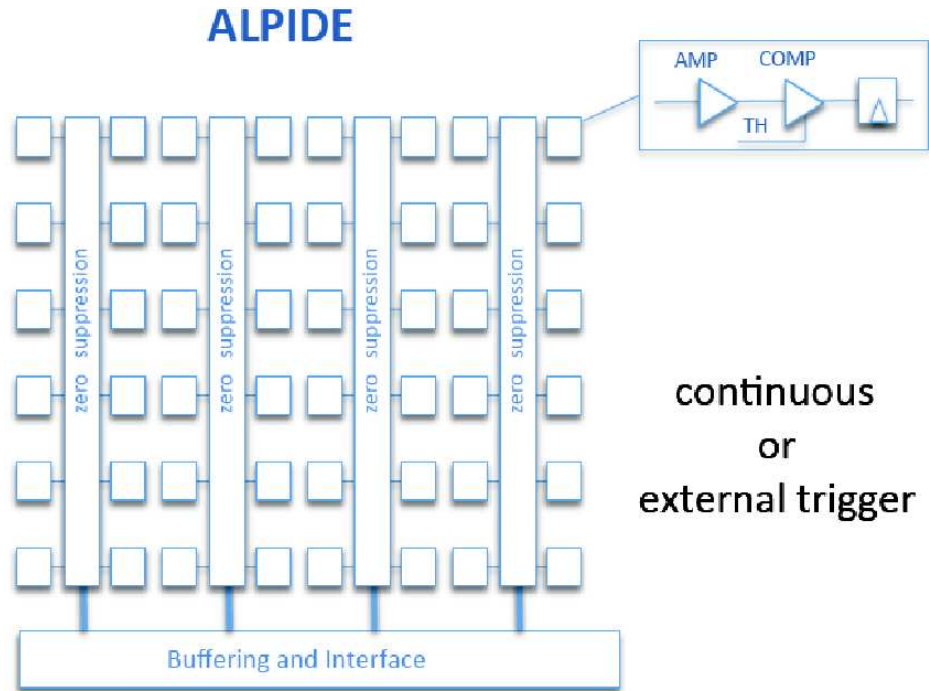 ALPIDE
AMP
COMP
TH
zero suppression
zero suppression
zero suppression
zero suppression
continuous
or
external trigger
Buffering and Interface